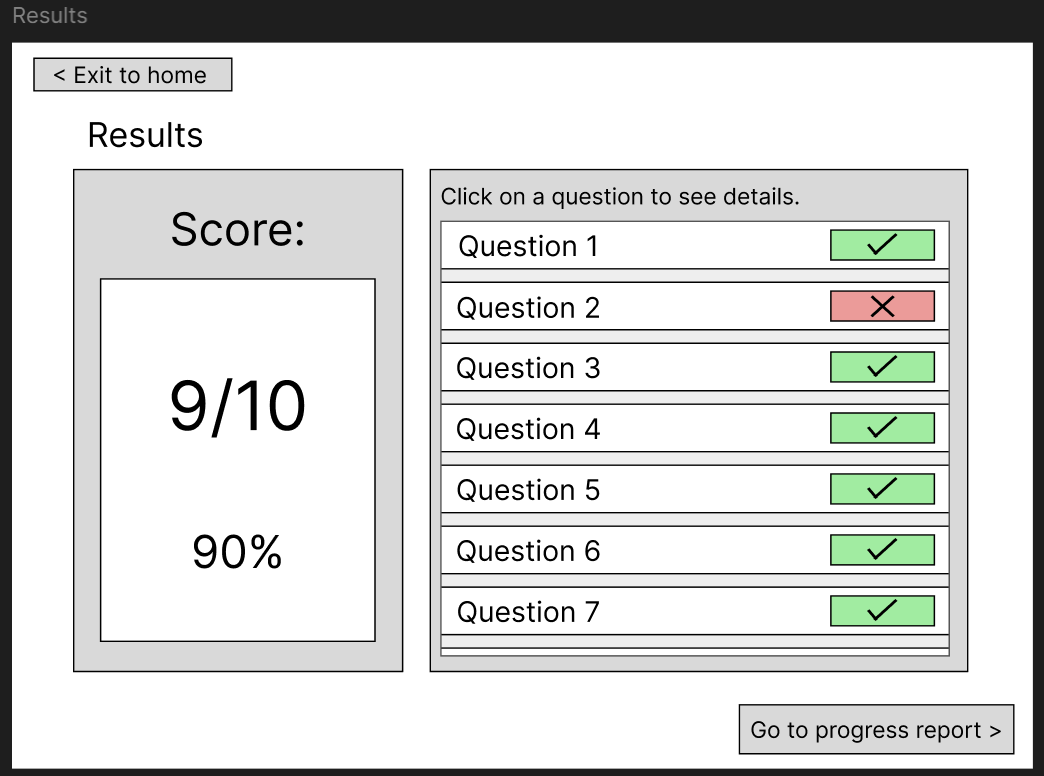 Results
< Exit to home
Results
Score:
9/10
90%
Click on a question to see details.
Question 1
Question 2
Question 3
Question 4
Question 5
Question 6
Question 7
Go to progress report >